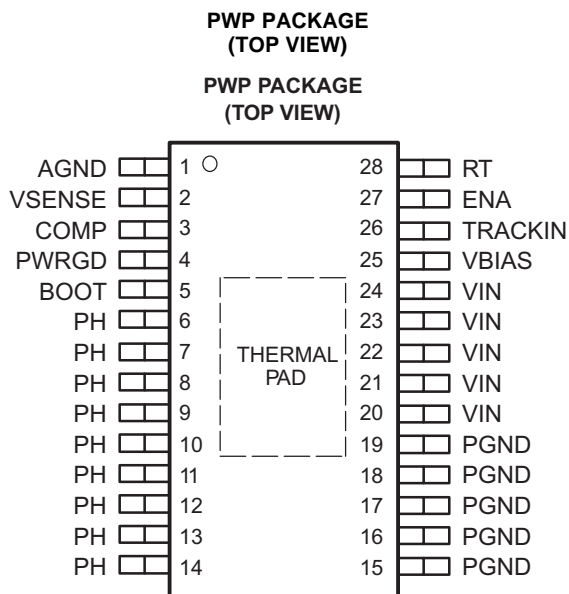 PWP PACKAGE
(TOP VIEW)
PWP PACKAGE
(TOP VIEW)
AGND 1 28 RT
VSENSE 2 27 ENA
COMP 3 26 TRACKIN
PWRGD 4 25 VBIAS
BOOT 5 24 VIN
PH 6 23 VIN
PH 7 22 VIN
PH 8 21 VIN
PH 9 20 VIN
PH 10 19 PGND
PH 11 18 PGND
PH 12 17 PGND
PH 13 16 PGND
PH 14 15 PGND
THERMAL
PAD